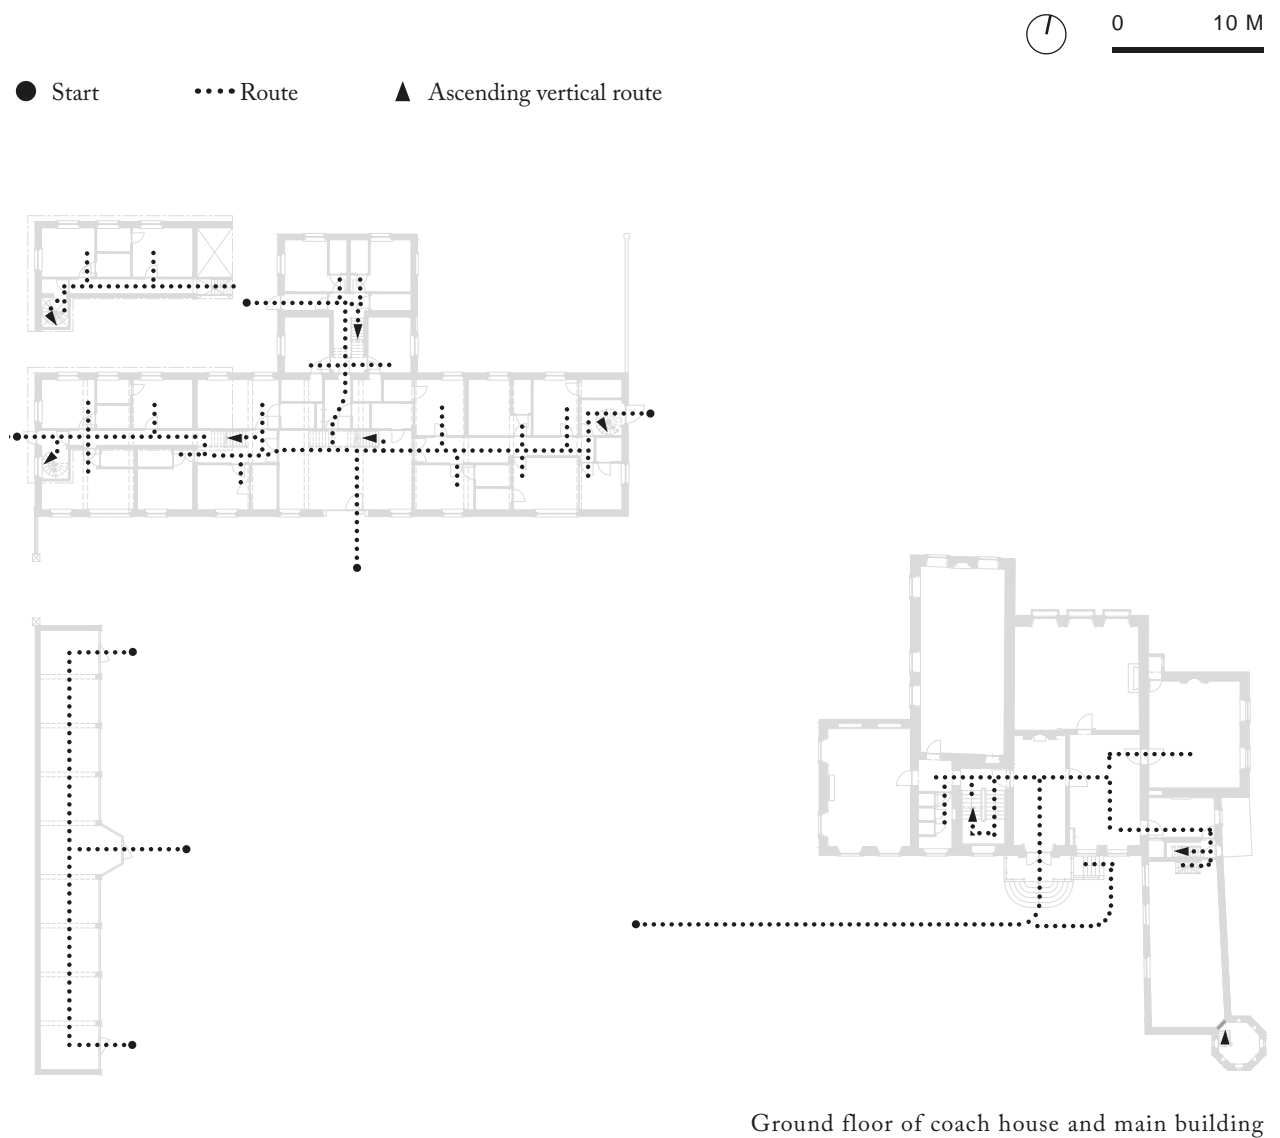 0 10 M
Start Route Ascending vertical route
Ground floor of coach house and main building